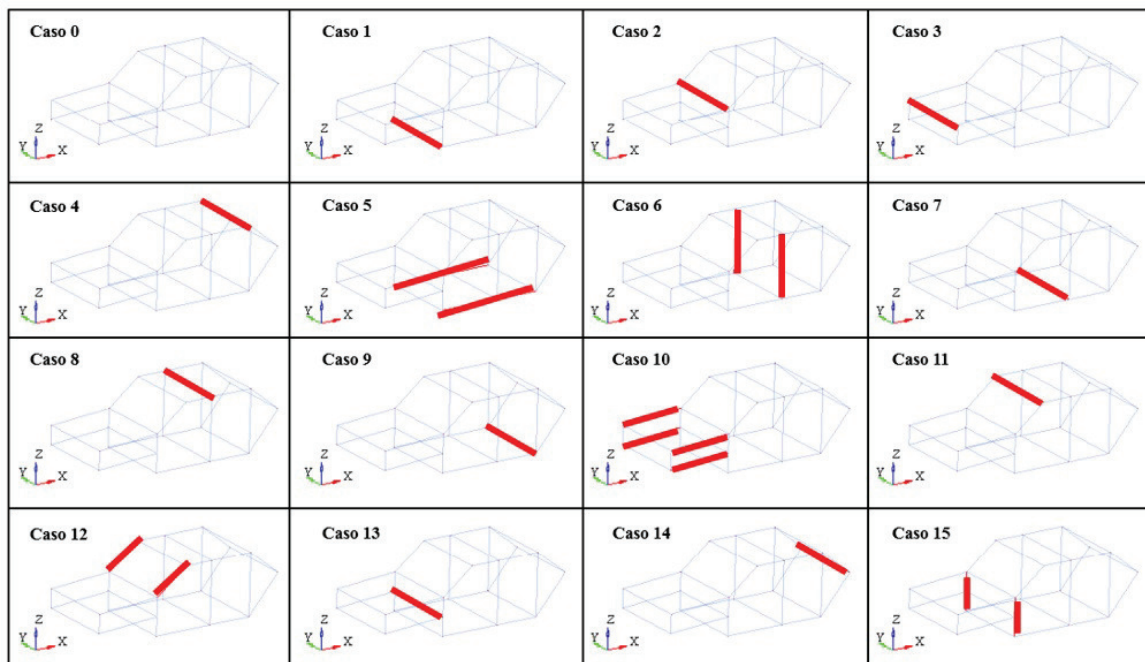 Caso 0
Z
Y
X
Caso 1
Z
Y
X
Caso 2
Z
Y
X
Caso 3
Z
Y
X
Caso 4
Z
Y
X
Caso 5
Z
Y
X
Caso 6
Z
Y
X
Caso 7
Z
Y
X
Caso 8
Z
Y
X
Caso 9
Z
Y
X
Caso 10
Z
Y
X
Caso 11
Z
Y
X
Caso 12
Z
Y
X
Caso 13
Z
Y
X
Caso 14
Z
Y
X
Caso 15
Z
Y
X